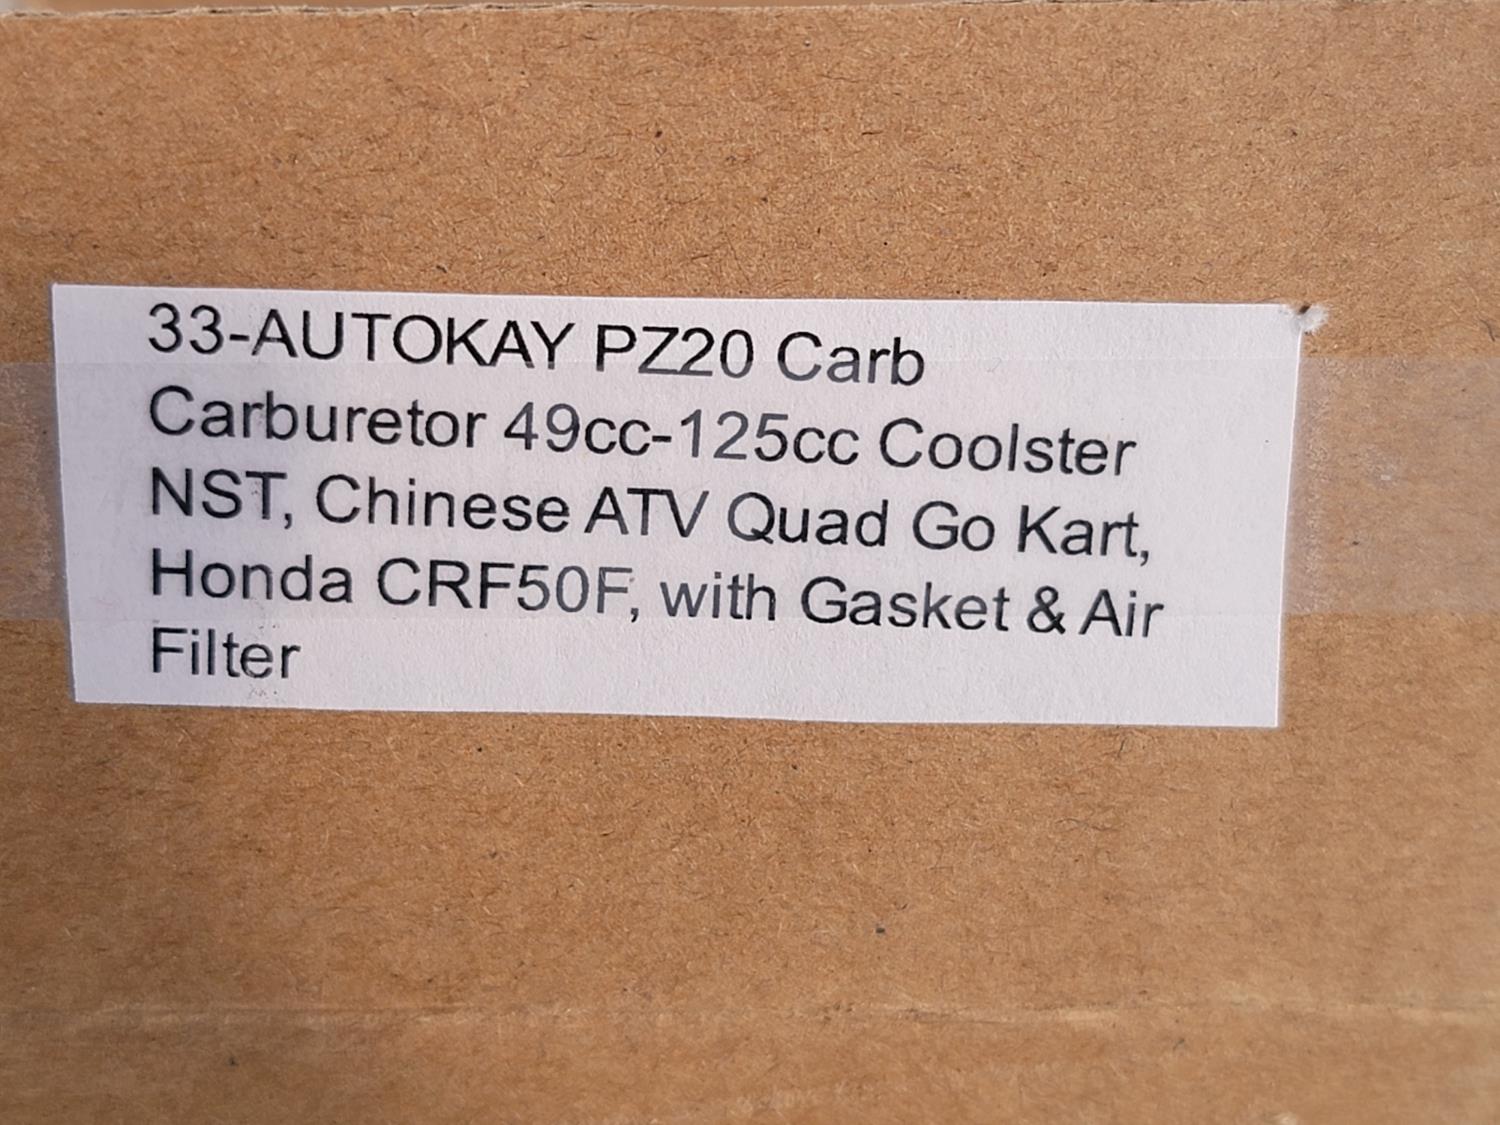 33-AUTOKAY PZ20 Carb
Carburetor 49cc-125cc Coolster
NST, Chinese ATV Quad Go Kart,
Honda CRF50F, with Gasket & Air
Filter